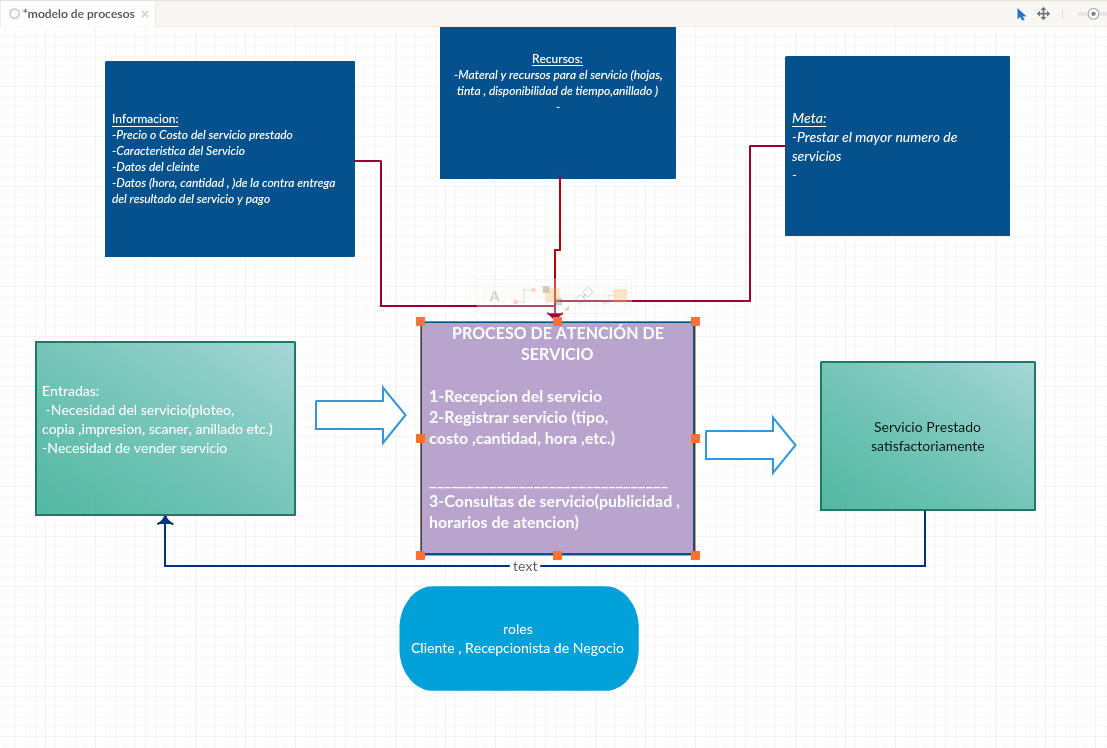 *modelo de procesos
Recursos:
-Materal y recursos para el servicio (hojas,
tinta , disponibilidad de tiempo,anillado )
-
Informacion:
-Precio o Costo del servicio prestado
-Caracteristica del Servicio
-Datos del cleinte
-Datos (hora, cantidad , )de la contra entrega
del resultado del servicio y pago
Meta:
-Prestar el mayor numero de
servicios
-
A
PROCESO DE ATENCIÓN DE
SERVICIO
1-Recepcion del servicio
2-Registrar servicio (tipo,
costo ,cantidad, hora ,etc.)
________________________________
3-Consultas de servicio(publicidad ,
horarios de atencion)
Entradas:
-Necesidad del servicio(ploteo,
copia ,impresion, scaner, anillado etc.)
-Necesidad de vender servicio
Servicio Prestado
satisfactoriamente
text
roles
Cliente , Recepcionista de Negocio